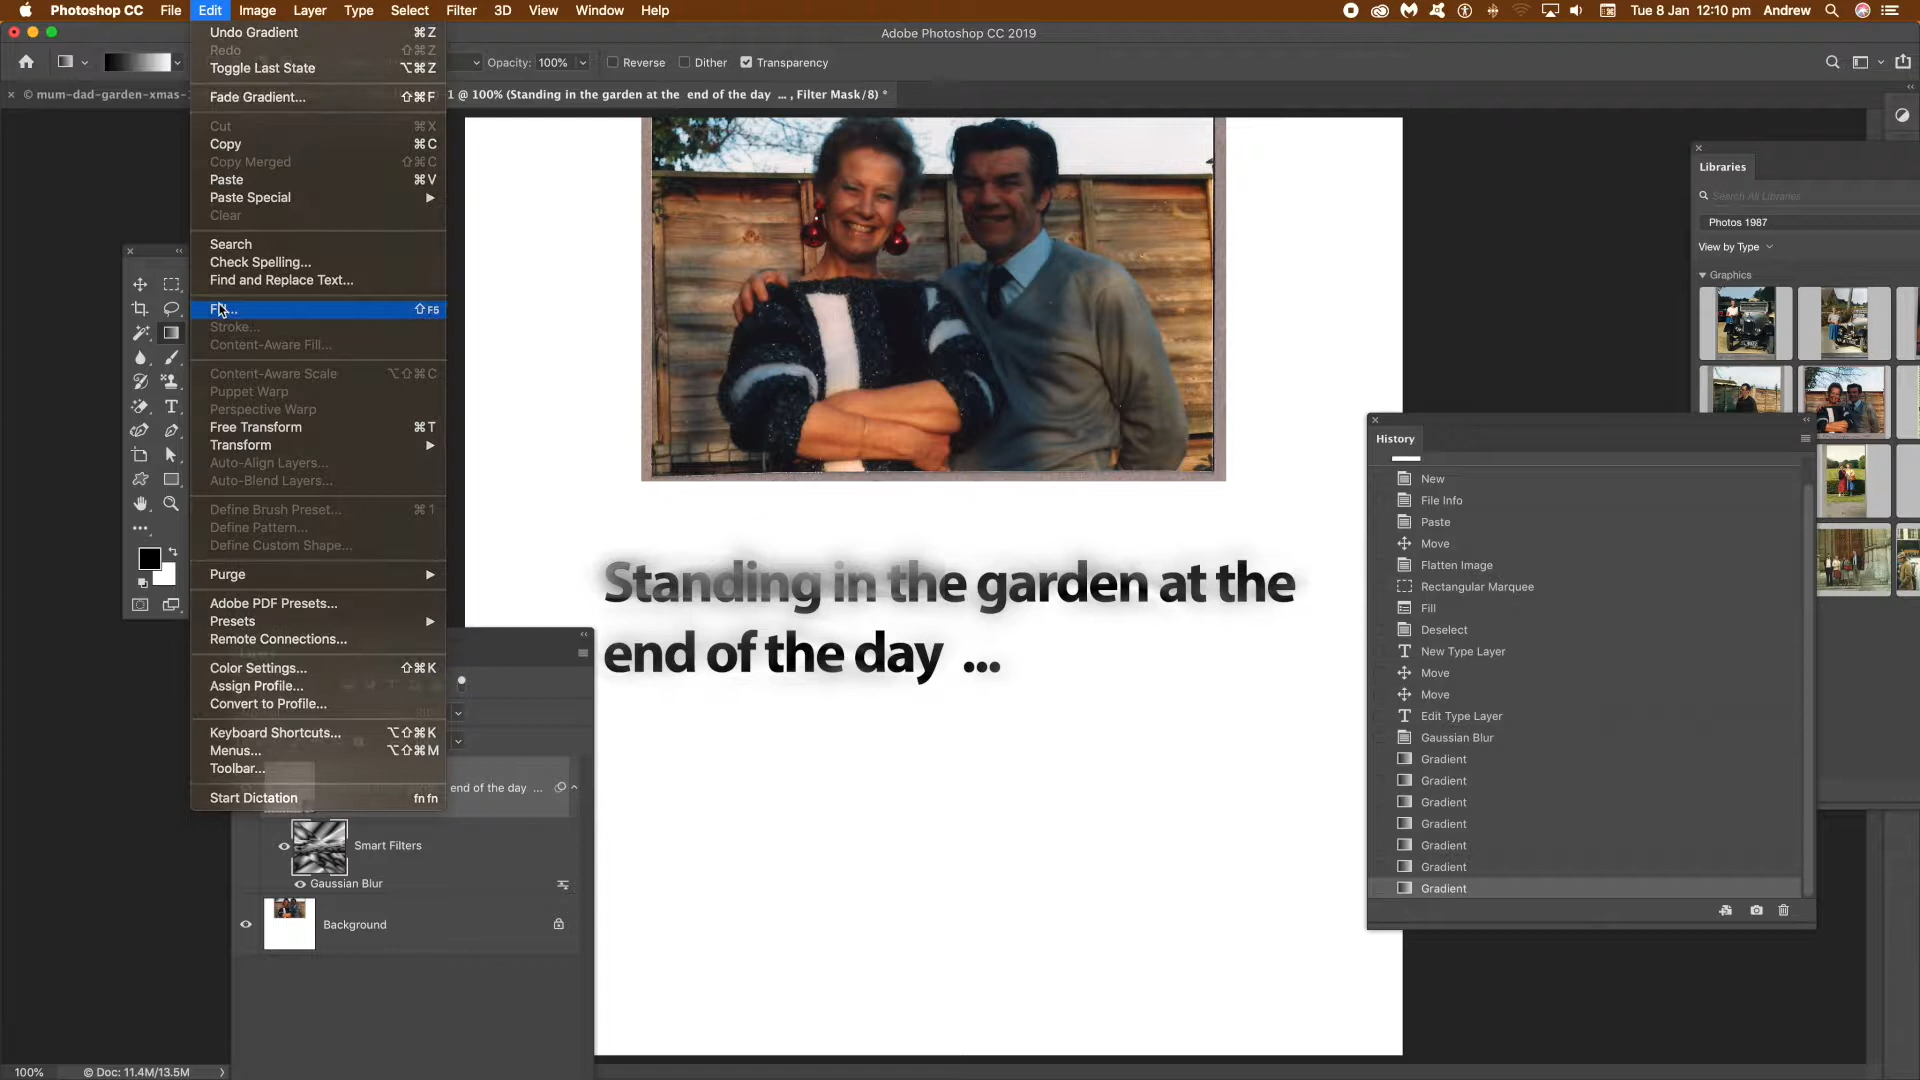 Photoshop CC File Edit Image Layer Type Select Filter 3D View Window Help Tue 8 Jan 12:10 pm Andrew
Adobe Photoshop CC 2019
Opacity: 100% Reverse Dither Transparency
© mum-dad-garden-xmas- 1 @ 100% (Standing in the garden at the end of the day ... , Filter Mask/8) *
Undo Gradient ⌘Z
Redo ⇧⌘Z
Toggle Last State ⌥⌘Z
Fade Gradient... ⇧⌘F
Cut ⌘X
Copy ⌘C
Copy Merged ⇧⌘C
Paste ⌘V
Paste Special
Clear
Search
Check Spelling...
Find and Replace Text...
Fill... ⇧F5
Stroke...
Content-Aware Fill...
Content-Aware Scale ⌥⇧⌘C
Puppet Warp
Perspective Warp
Free Transform ⌘T
Transform
Auto-Align Layers...
Auto-Blend Layers...
Define Brush Preset... ⌘1
Define Pattern...
Define Custom Shape...
Purge
Adobe PDF Presets...
Presets
Remote Connections...
Color Settings... ⇧⌘K
Assign Profile...
Convert to Profile...
Keyboard Shortcuts... ⌥⇧⌘K
Menus... ⌥⇧⌘M
Toolbar...
Start Dictation fn fn
end of the day ...
Smart Filters
Gaussian Blur
Background
100% © Doc: 11.4M/13.5M
Standing in the garden at the
end of the day ...
Libraries
Search All Libraries
Photos 1987
View by Type
Graphics
History
New
File Info
Paste
Move
Flatten Image
Rectangular Marquee
Fill
Deselect
New Type Layer
Move
Move
Edit Type Layer
Gaussian Blur
Gradient
Gradient
Gradient
Gradient
Gradient
Gradient
Gradient